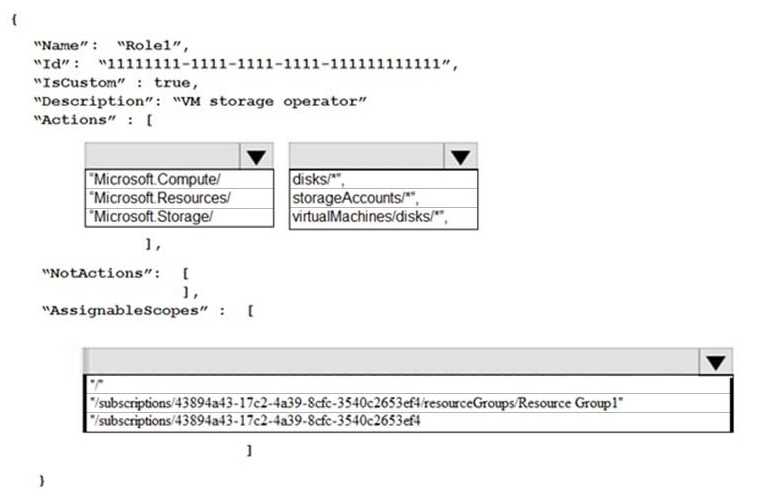 {
“Name”: “Role1”,
“Id”: “11111111-1111-1111-1111-111111111111”,
“IsCustom” : true,
“Description”: “VM storage operator”
“Actions” : [
"Microsoft.Compute/ disks/*",
"Microsoft.Resources/ storageAccounts/*",
"Microsoft.Storage/ virtualMachines/disks/*",
],
“NotActions”: [
],
“AssignableScopes” : [
"/"
"/subscriptions/43894a43-17c2-4a39-8cfc-3540c2653ef4/resourceGroups/Resource Group1"
"/subscriptions/43894a43-17c2-4a39-8cfc-3540c2653ef4
]
}